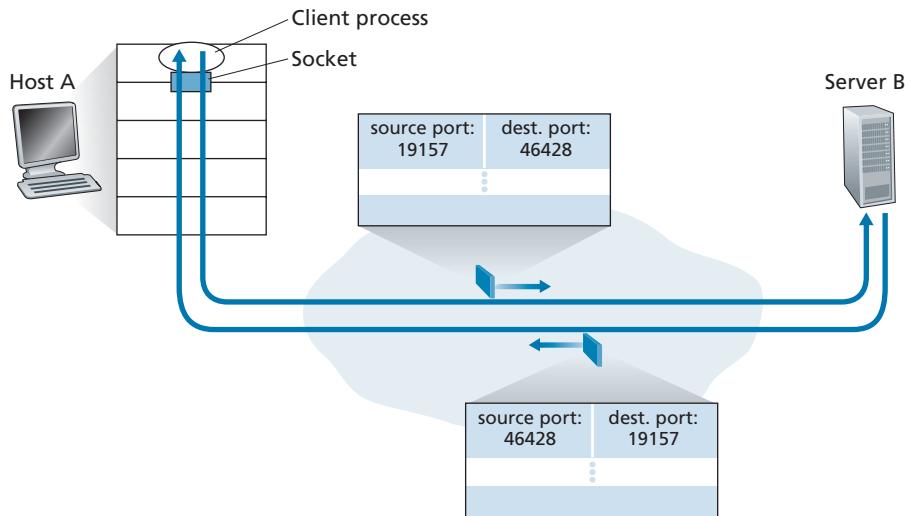 Client process
Socket
Host A
Server B
source port:
19157
dest. port:
46428
source port:
46428
dest. port:
19157